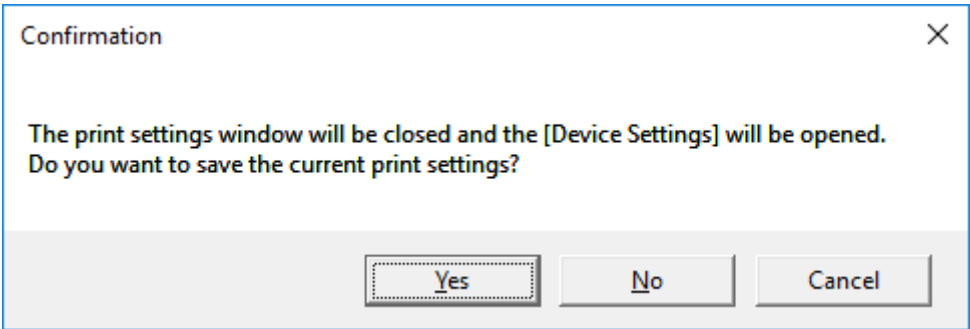 Confirmation
The print settings window will be closed and the [Device Settings] will be opened.
Do you want to save the current print settings?
Yes No Cancel